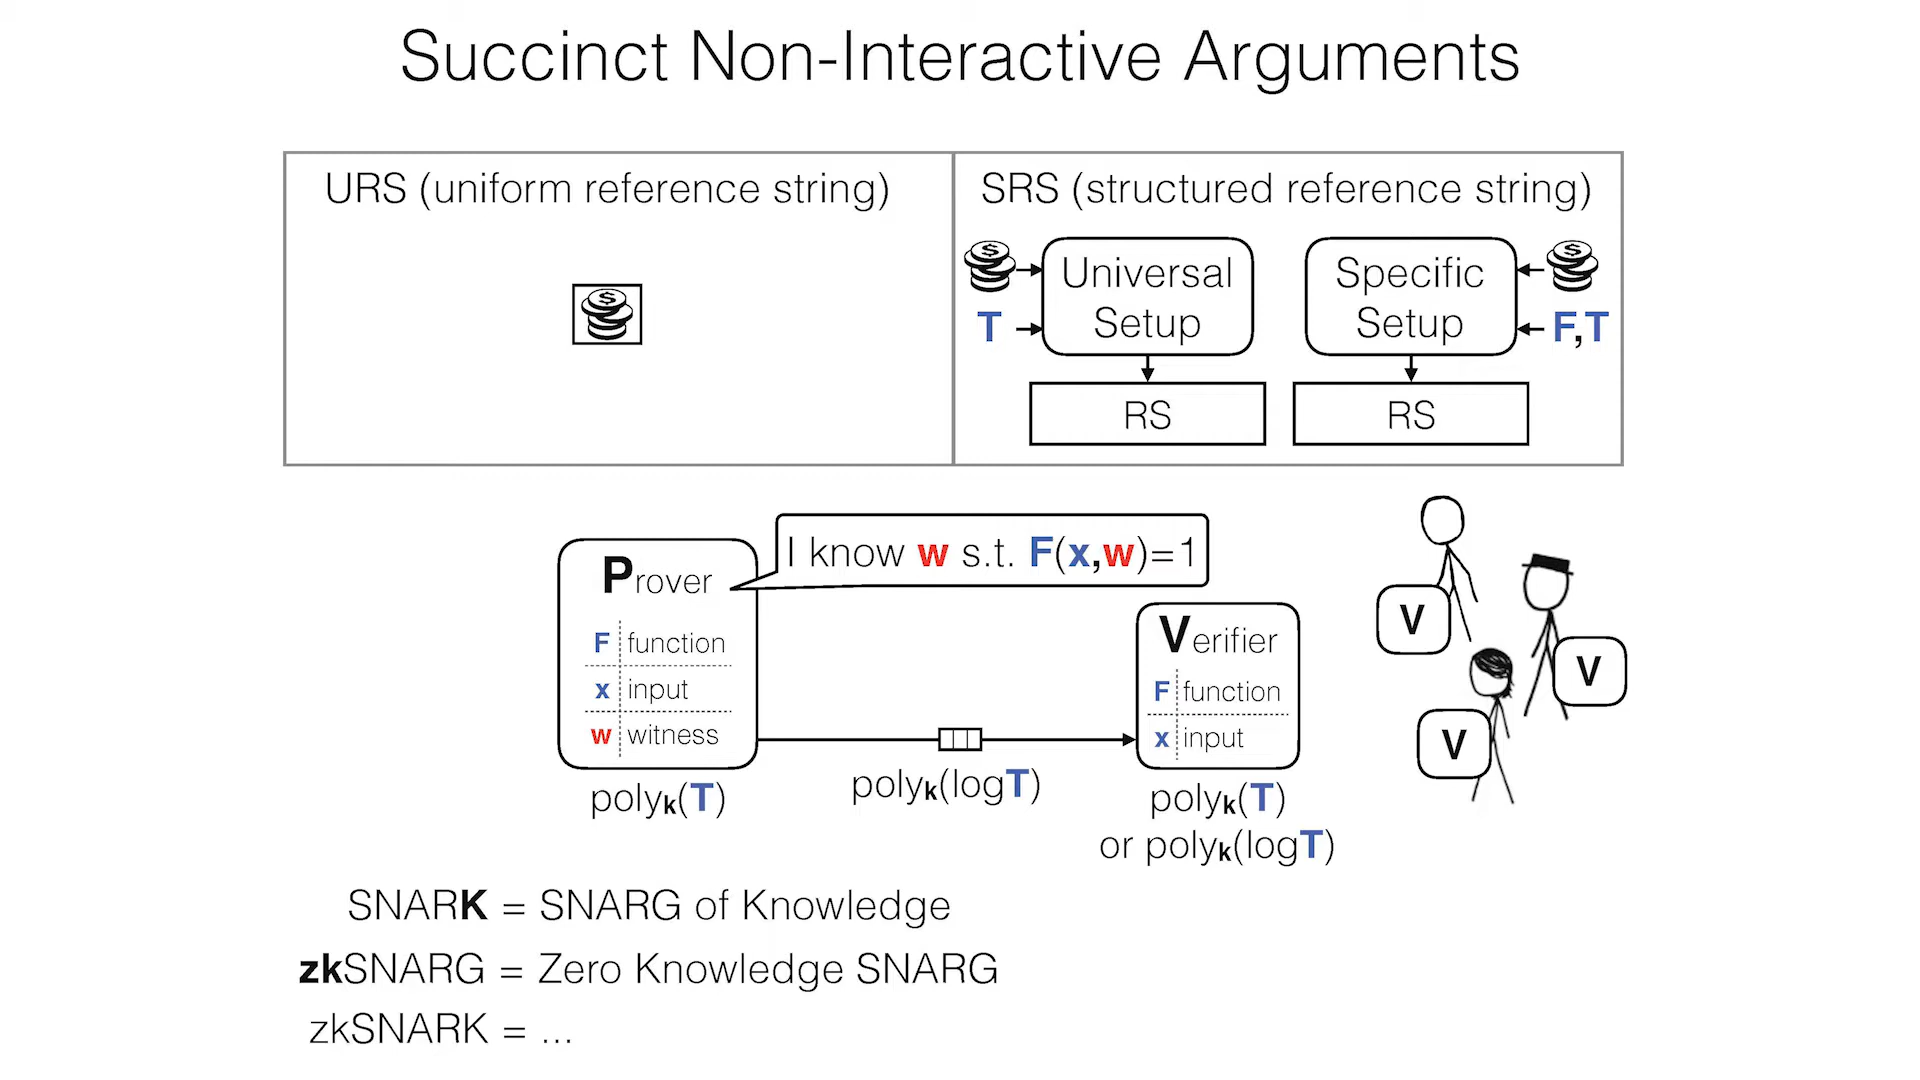 Succinct Non-Interactive Arguments
URS (uniform reference string)
SRS (structured reference string)
$
$
Universal
Setup
T
RS
Specific
Setup
$
F,T
RS
I know w s.t. F(x,w)=1
Prover
F function
x input
w witness
polyk(T)
polyk(logT)
Verifier
F function
x input
polyk(T)
or polyk(logT)
V
V
V
SNARK = SNARG of Knowledge
zkSNARG = Zero Knowledge SNARG
zkSNARK = ...